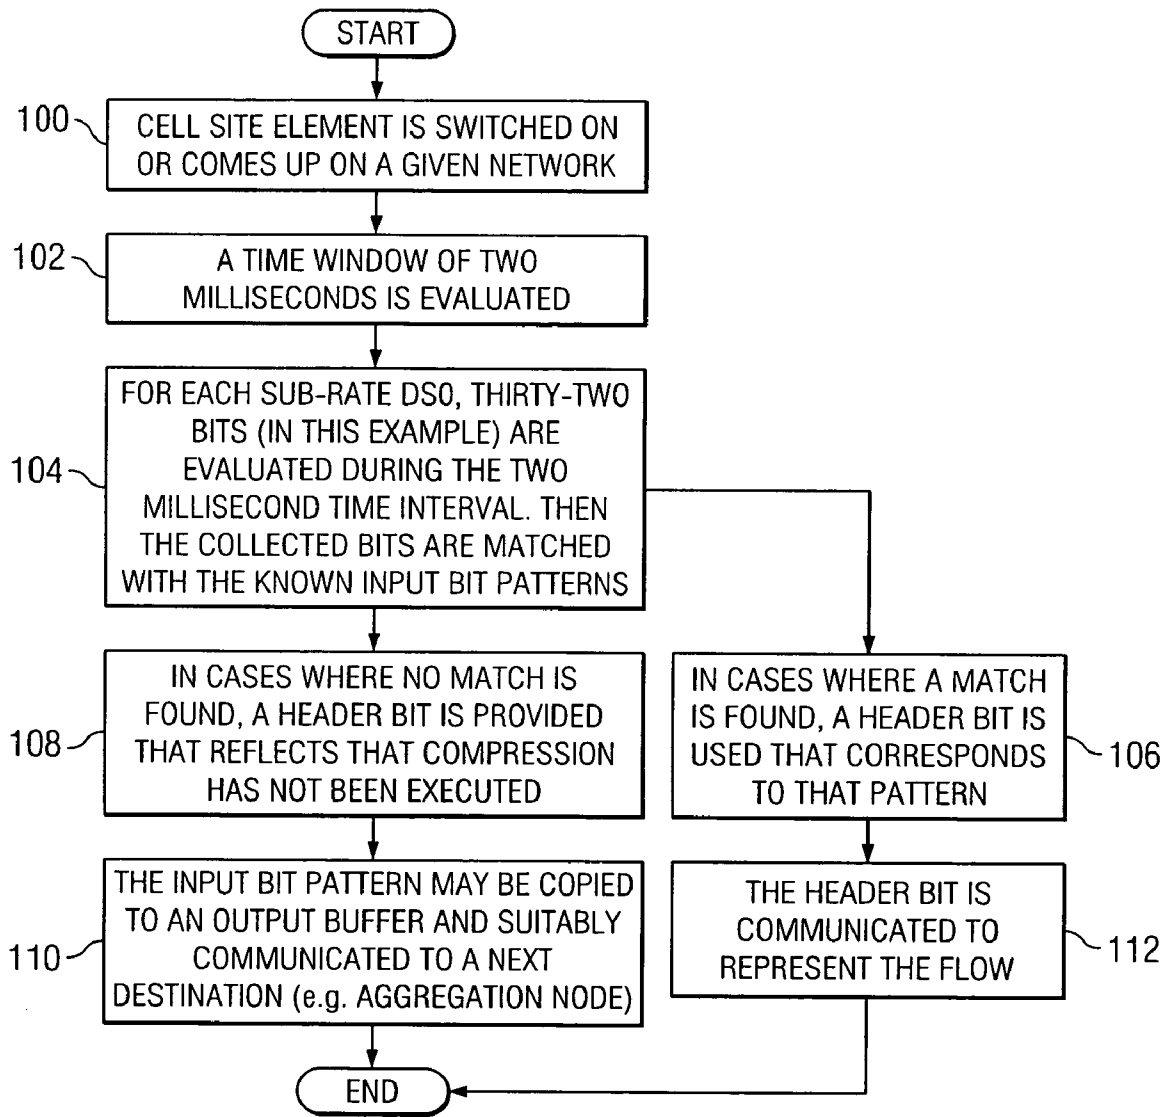 START
100
CELL SITE ELEMENT IS SWITCHED ON
OR COMES UP ON A GIVEN NETWORK
102
A TIME WINDOW OF TWO
MILLISECONDS IS EVALUATED
104
FOR EACH SUB-RATE DS0, THIRTY-TWO
BITS (IN THIS EXAMPLE) ARE
EVALUATED DURING THE TWO
MILLISECOND TIME INTERVAL. THEN
THE COLLECTED BITS ARE MATCHED
WITH THE KNOWN INPUT BIT PATTERNS
108
IN CASES WHERE NO MATCH IS
FOUND, A HEADER BIT IS PROVIDED
THAT REFLECTS THAT COMPRESSION
HAS NOT BEEN EXECUTED
IN CASES WHERE A MATCH
IS FOUND, A HEADER BIT IS
USED THAT CORRESPONDS
TO THAT PATTERN
106
110
THE INPUT BIT PATTERN MAY BE COPIED
TO AN OUTPUT BUFFER AND SUITABLY
COMMUNICATED TO A NEXT
DESTINATION (e.g. AGGREGATION NODE)
THE HEADER BIT IS
COMMUNICATED TO
REPRESENT THE FLOW
112
END